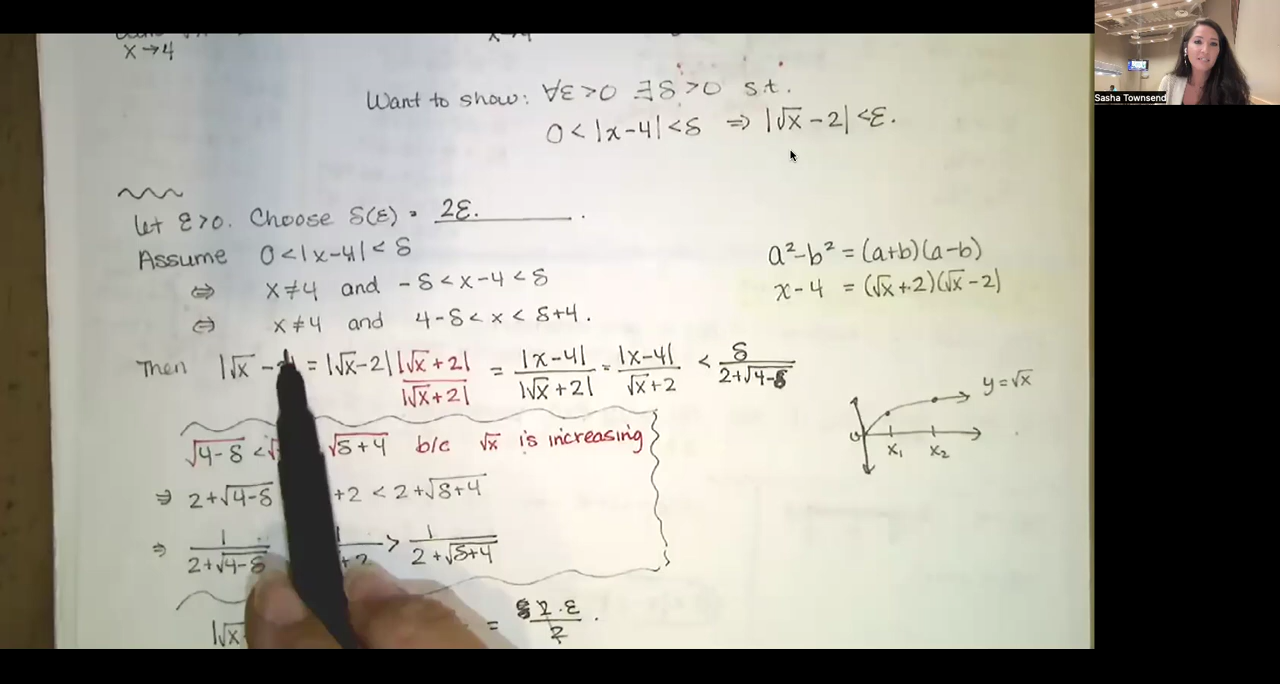 x→4
Want to show: ∀ε>0 ∃δ>0 s.t.
0<|x-4|<δ ⇒ |√x-2|<ε.
Let ε>0. Choose δ(ε) = 2ε.
Assume 0<|x-4|<δ
⇔ x≠4 and -δ<x-4<δ
⇔ x≠4 and 4-δ<x<δ+4.
a²-b² = (a+b)(a-b)
x-4 = (√x+2)(√x-2)
Then |√x - = |√x-2| |√x+2| / |√x+2| = |x-4| / |√x+2| = |x-4| / √x+2 < δ / 2+√4-δ
y=√x
x₁ x₂
√4-δ < √δ+4 b/c √x is increasing
⇒ 2+√4-δ +2 < 2+√δ+4
⇒ 1 / 2+√4-δ > 1 / 2+√δ+4
|√x = 2·ε / 2 .
Sasha Townsend